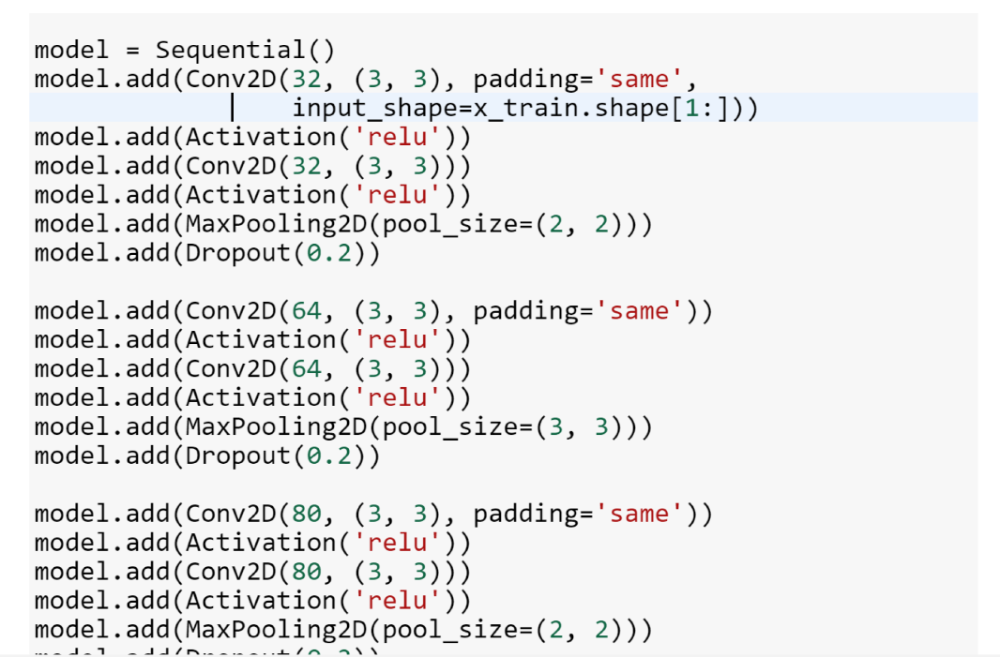 model = Sequential()
model.add(Conv2D(32, (3, 3), padding='same',
                 input_shape=x_train.shape[1:]))
model.add(Activation('relu'))
model.add(Conv2D(32, (3, 3)))
model.add(Activation('relu'))
model.add(MaxPooling2D(pool_size=(2, 2)))
model.add(Dropout(0.2))

model.add(Conv2D(64, (3, 3), padding='same'))
model.add(Activation('relu'))
model.add(Conv2D(64, (3, 3)))
model.add(Activation('relu'))
model.add(MaxPooling2D(pool_size=(3, 3)))
model.add(Dropout(0.2))

model.add(Conv2D(80, (3, 3), padding='same'))
model.add(Activation('relu'))
model.add(Conv2D(80, (3, 3)))
model.add(Activation('relu'))
model.add(MaxPooling2D(pool_size=(2, 2)))